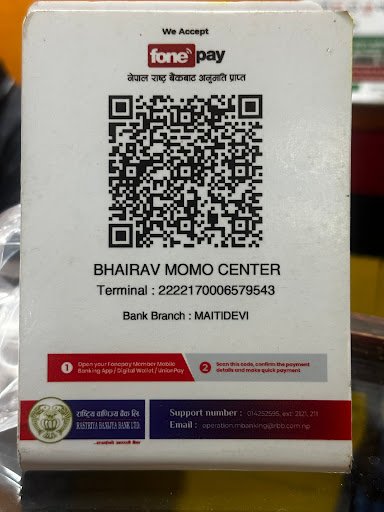 We Accept
fonepay
नेपाल राष्ट्र बैंकबाट अनुमति प्राप्त
BHAIRAV MOMO CENTER
Terminal : 2222170006579543
Bank Branch : MAITIDEVI
1 Open your Fonepay Member Mobile
Banking App / Digital Wallet / UnionPay
2 Scan this code, confirm the payment
details and make quick payment
राष्ट्रिय वाणिज्य बैंक लि.
RASTRIYA BANIJYA BANK LTD.
Support number : 014252595, ext: 2121, 211
Email : operation.mbanking@rbb.com.np